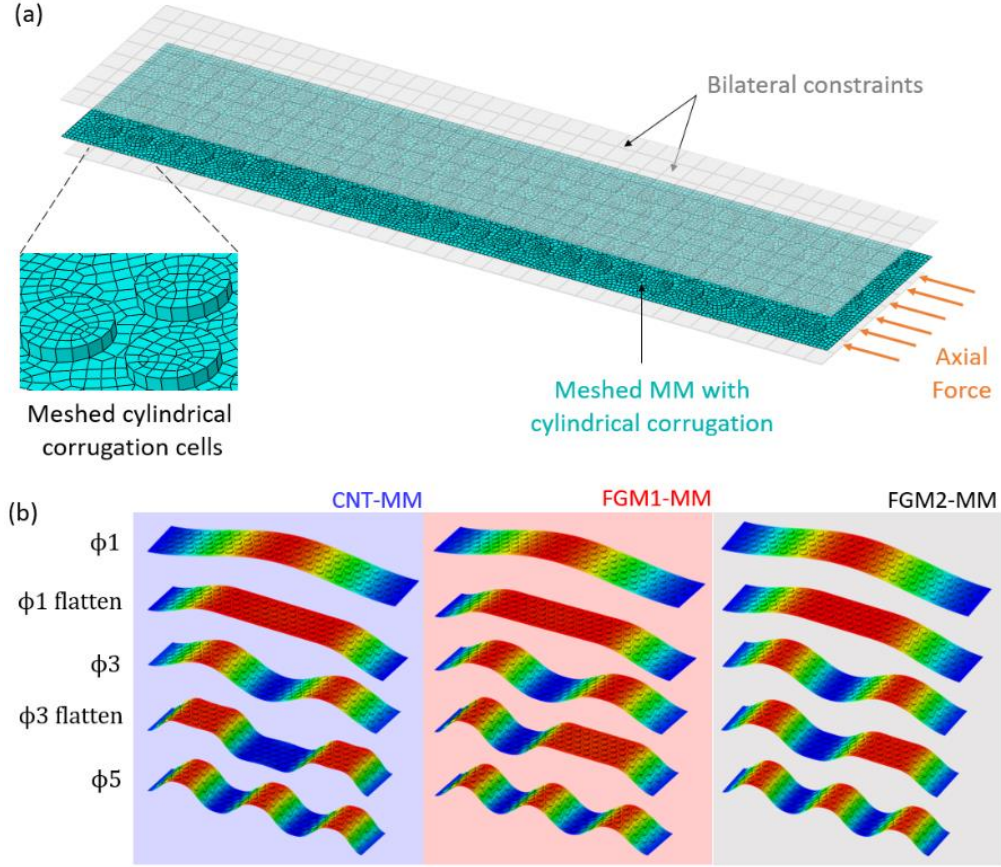 (a)
Bilateral constraints
Axial
Force
Meshed MM with
cylindrical corrugation
Meshed cylindrical
corrugation cells
(b)
CNT-MM
FGM1-MM
FGM2-MM
ϕ1
ϕ1 flatten
ϕ3
ϕ3 flatten
ϕ5